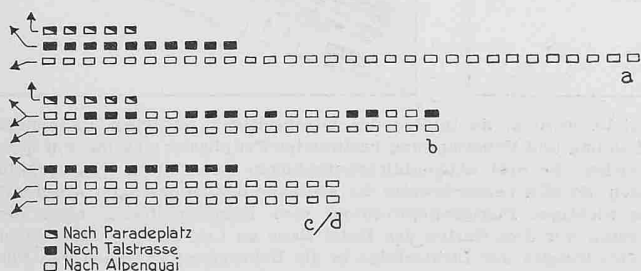 a
b
c/d
Nach Paradeplatz
Nach Talstrasse
Nach Alpenquai